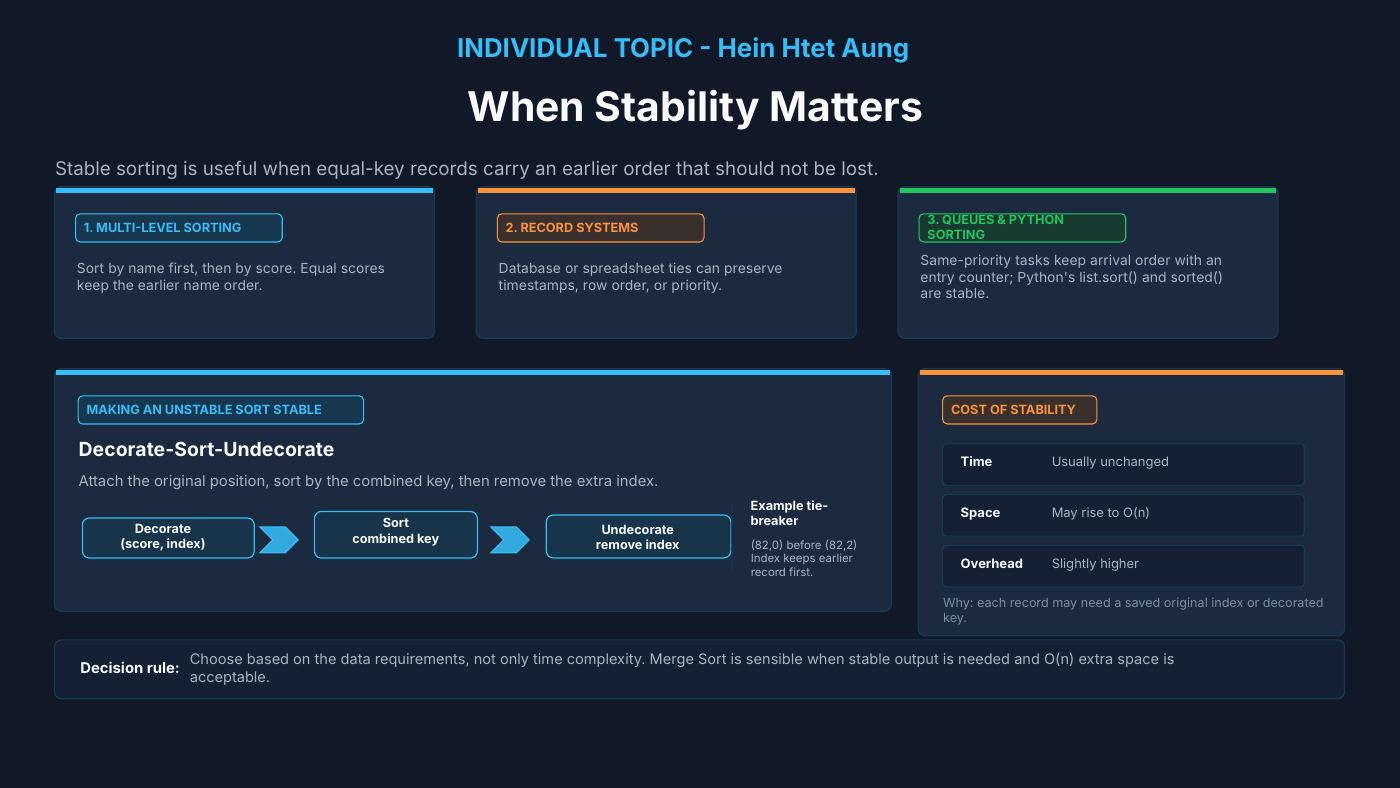 INDIVIDUAL TOPIC - Hein Htet Aung
When Stability Matters
Stable sorting is useful when equal-key records carry an earlier order that should not be lost.
1. MULTI-LEVEL SORTING
Sort by name first, then by score. Equal scores
keep the earlier name order.
2. RECORD SYSTEMS
Database or spreadsheet ties can preserve
timestamps, row order, or priority.
3. QUEUES & PYTHON
SORTING
Same-priority tasks keep arrival order with an
entry counter; Python's list.sort() and sorted()
are stable.
MAKING AN UNSTABLE SORT STABLE
Decorate-Sort-Undecorate
Attach the original position, sort by the combined key, then remove the extra index.
Decorate
(score, index)
Sort
combined key
Undecorate
remove index
Example tie-
breaker
(82,0) before (82,2)
Index keeps earlier
record first.
COST OF STABILITY
Time Usually unchanged
Space May rise to O(n)
Overhead Slightly higher
Why: each record may need a saved original index or decorated
key.
Decision rule: Choose based on the data requirements, not only time complexity. Merge Sort is sensible when stable output is needed and O(n) extra space is
acceptable.